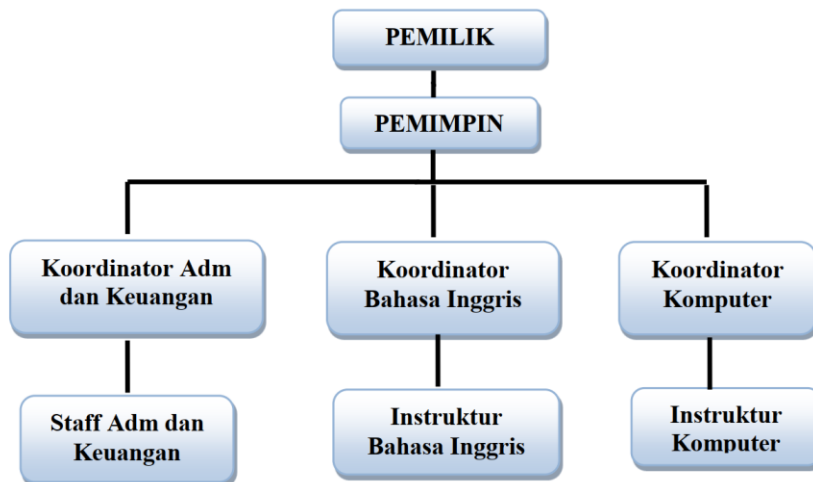 PEMILIK
PEMIMPIN
Koordinator Adm
dan Keuangan
Koordinator
Bahasa Inggris
Koordinator
Komputer
Staff Adm dan
Keuangan
Instruktur
Bahasa Inggris
Instruktur
Komputer